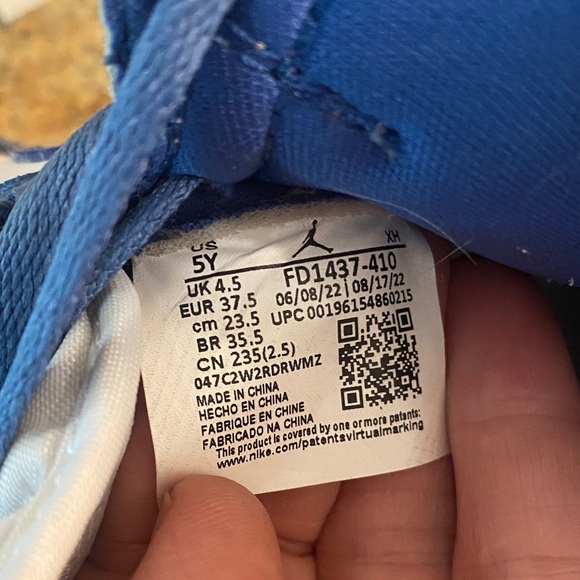 US
5Y
XH
UK 4.5
FD1437-410
EUR 37.5
06/08/22 | 08/17/22
cm 23.5
UPC 00196154860215
BR 35.5
CN 235(2.5)
047C2W2RDRWMZ
MADE IN CHINA
HECHO EN CHINA
FABRIQUE EN CHINE
FABRICADO NA CHINA
This product is covered by one or more patents:
www.nike.com/patentsvirtualmarking